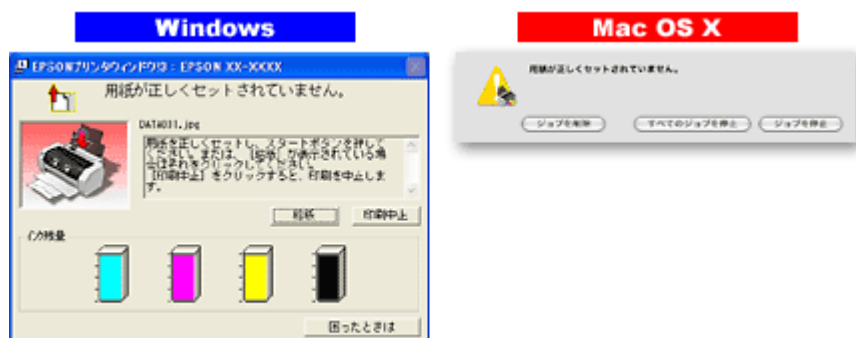 Windows
Mac OS X
EPSONプリンタウィンドウ!3 : EPSON XX-XXXX
用紙が正しくセットされていません。
DATA011.jpg
用紙を正しくセットし、スタートボタンを押して
ください。または、［給紙］が表示されている場
合はそれをクリックしてください。
［印刷中止］をクリックすると、印刷を中止しま
す。
給紙
印刷中止
インク残量
困ったときは
用紙が正しくセットされていません。
ジョブを削除
すべてのジョブを停止
ジョブを停止